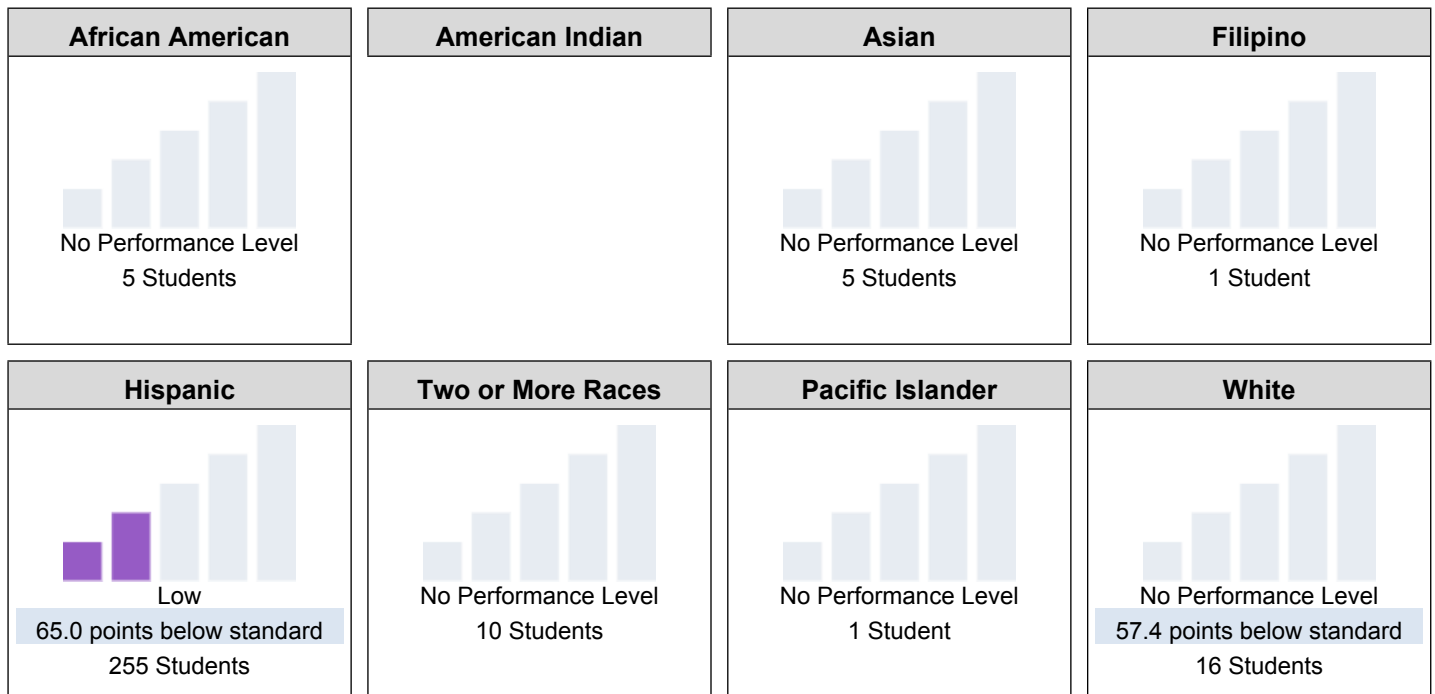 African American
No Performance Level
5 Students
American Indian
Asian
No Performance Level
5 Students
Filipino
No Performance Level
1 Student
Hispanic
Low
65.0 points below standard
255 Students
Two or More Races
No Performance Level
10 Students
Pacific Islander
No Performance Level
1 Student
White
No Performance Level
57.4 points below standard
16 Students